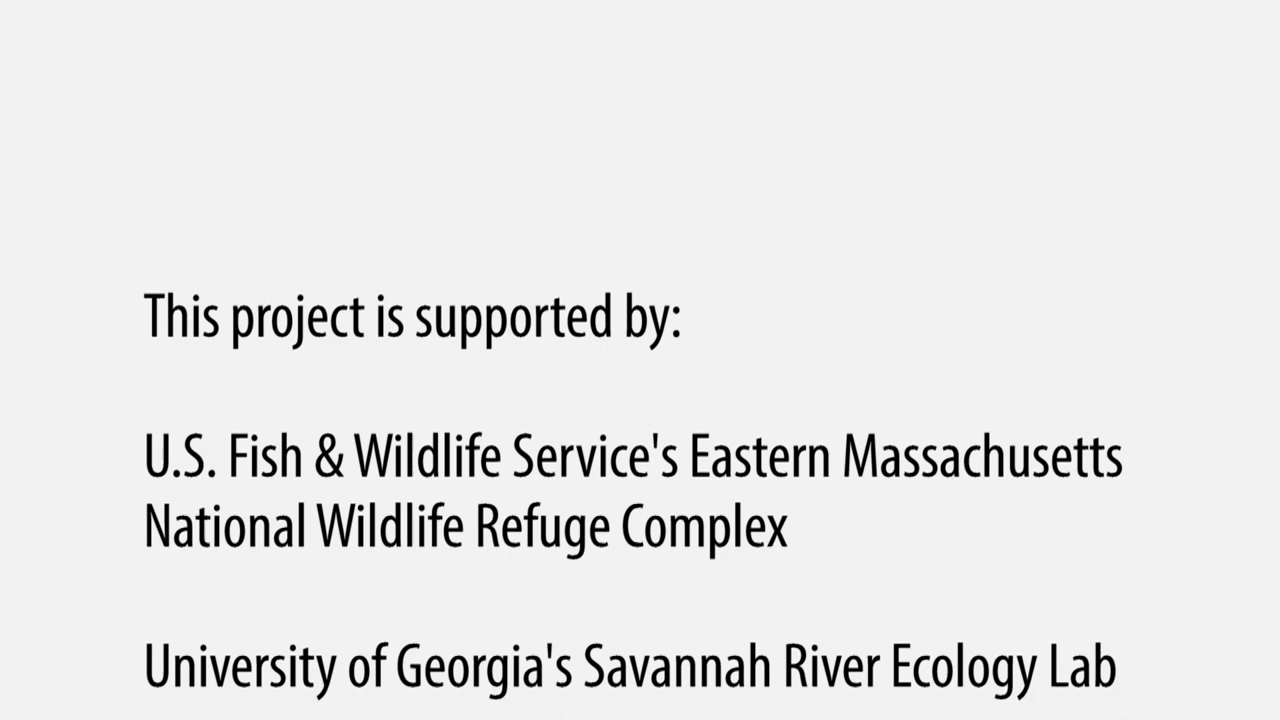 This project is supported by:
U.S. Fish & Wildlife Service's Eastern Massachusetts
National Wildlife Refuge Complex
University of Georgia's Savannah River Ecology Lab